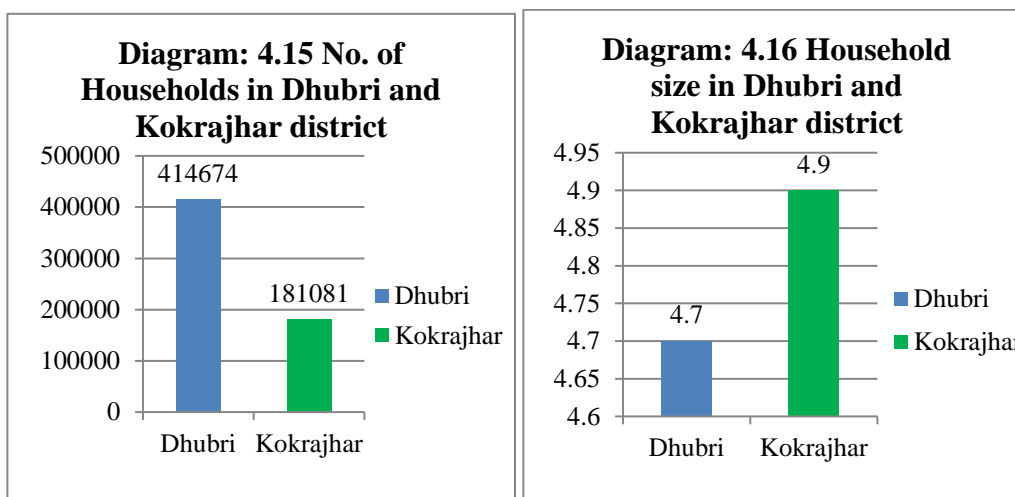 Diagram: 4.15 No. of
Households in Dhubri and
Kokrajhar district
500000
414674
400000
300000
200000
181081
100000
0
Dhubri
Kokrajhar
Dhubri
Kokrajhar
Diagram: 4.16 Household
size in Dhubri and
Kokrajhar district
4.95
4.9
4.9
4.85
4.8
4.75
4.7
4.7
4.65
4.6
Dhubri
Kokrajhar
Dhubri
Kokrajhar